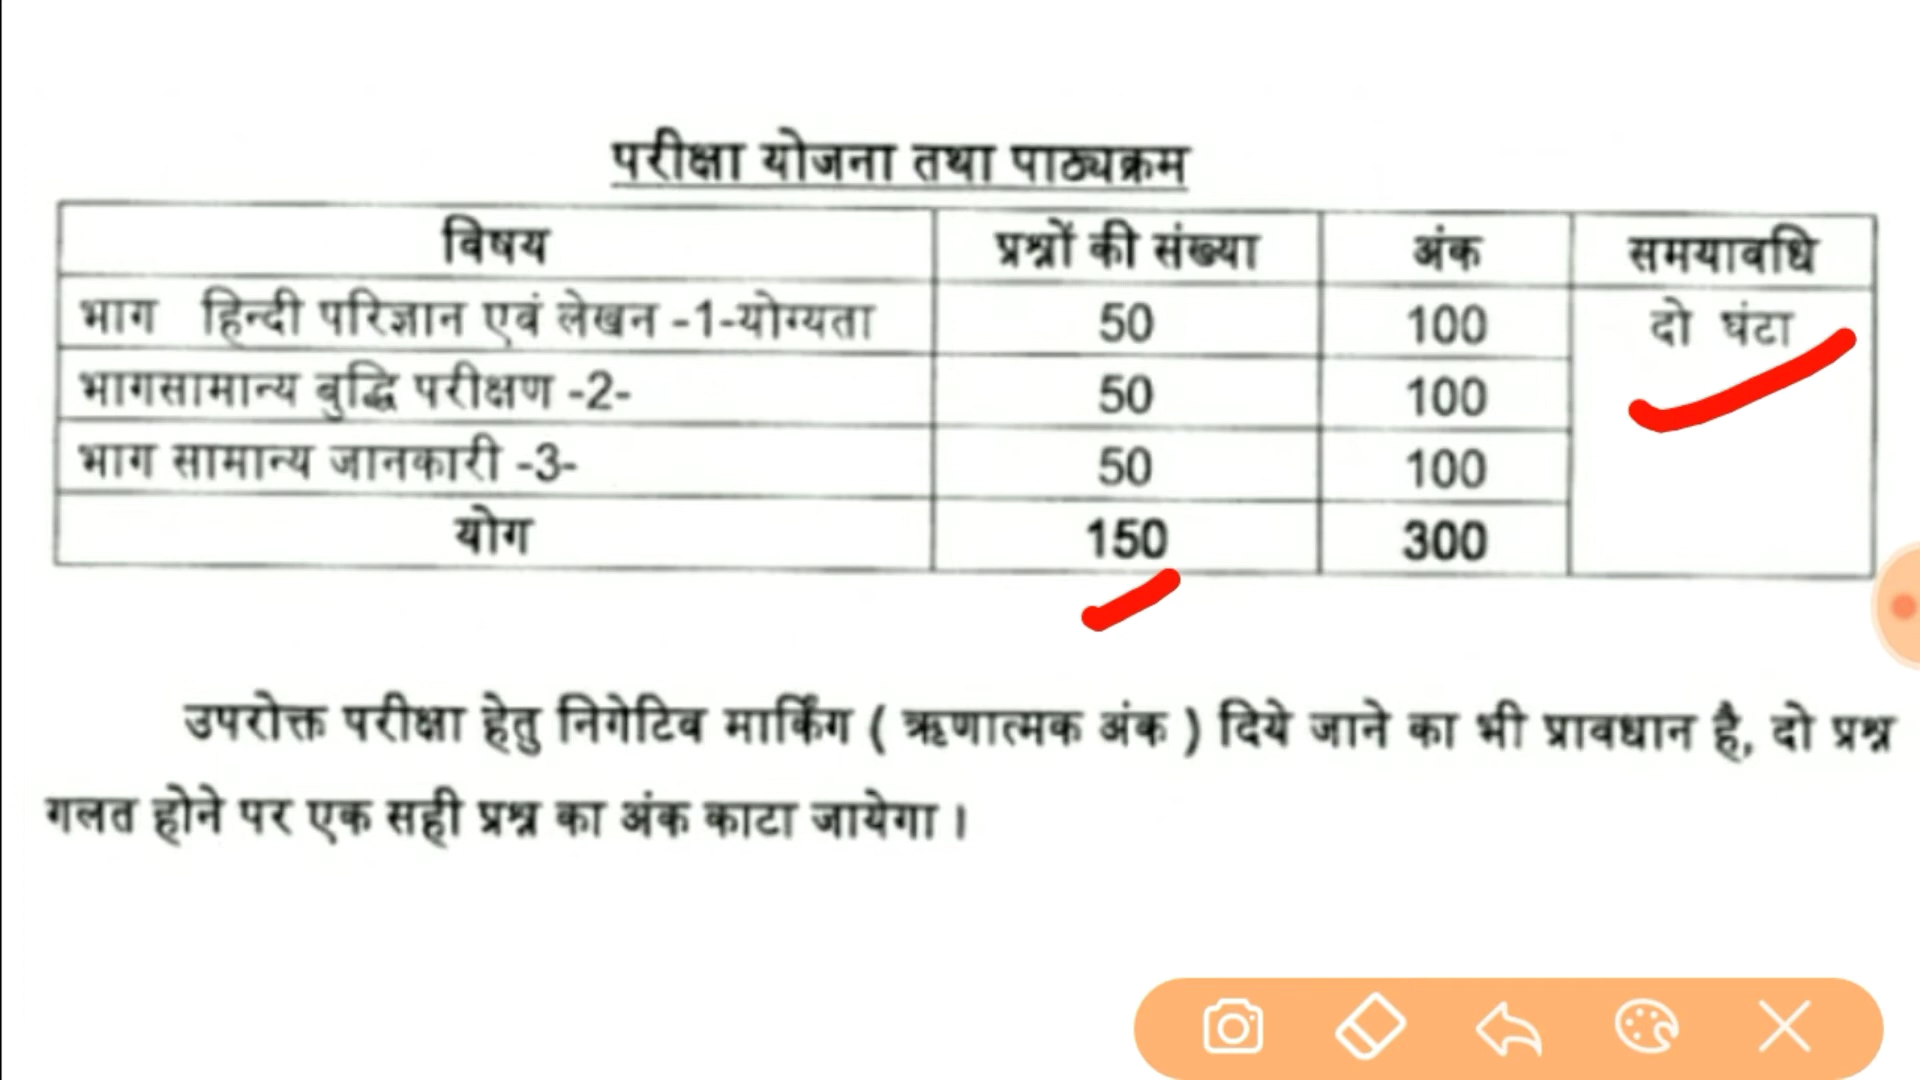 परीक्षा योजना तथा पाठ्यक्रम
विषय प्रश्नों की संख्या अंक समयावधि
भाग हिन्दी परिज्ञान एवं लेखन -1-योग्यता 50 100 दो घंटा
भागसामान्य बुद्धि परीक्षण -2- 50 100
भाग सामान्य जानकारी -3- 50 100
योग 150 300
उपरोक्त परीक्षा हेतु निगेटिव मार्किंग ( ऋणात्मक अंक ) दिये जाने का भी प्रावधान है, दो प्रश्न
गलत होने पर एक सही प्रश्न का अंक काटा जायेगा ।